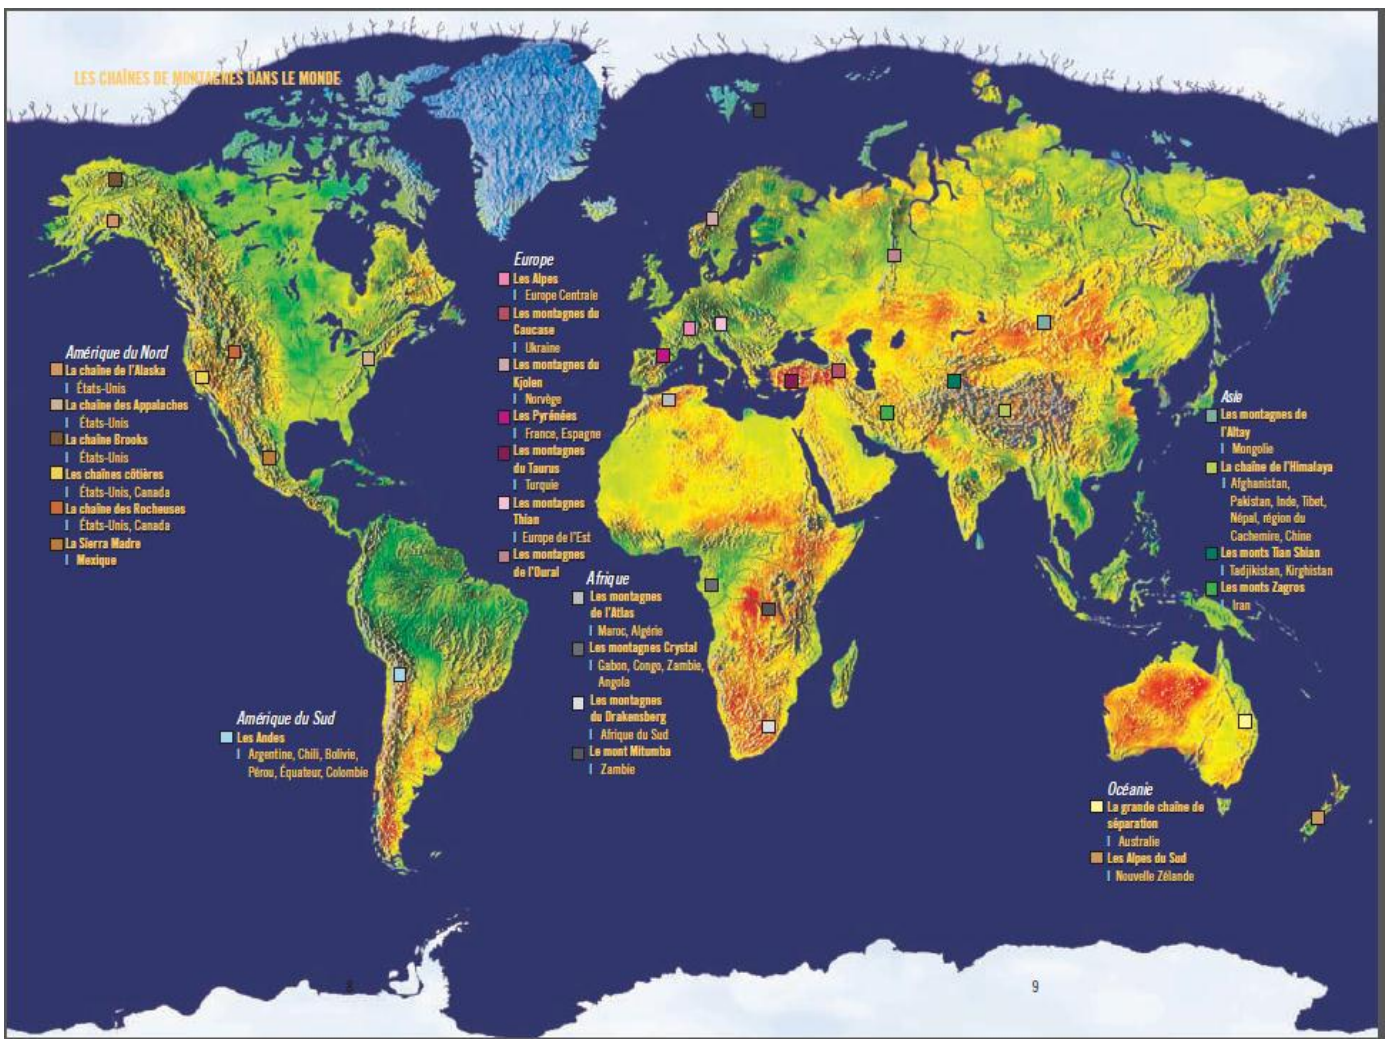 LES CHAÎNES DE MONTAGNES DANS LE MONDE
Amérique du Nord
La chaîne de l'Alaska
États-Unis
La chaîne des Appalaches
États-Unis
La chaîne Brooks
États-Unis
Les chaînes côtières
États-Unis, Canada
La chaîne des Rocheuses
États-Unis, Canada
La Sierra Madre
Mexique
Amérique du Sud
Les Andes
Argentine, Chili, Bolivie,
Pérou, Équateur, Colombie
Europe
Les Alpes
Europe Centrale
Les montagnes du
Caucase
Ukraine
Les montagnes du
Kjolen
Norvège
Les Pyrénées
France, Espagne
Les montagnes
du Taurus
Turquie
Les montagnes
Thian
Europe de l'Est
Les montagnes
de l'Oural
Afrique
Les montagnes
de l'Atlas
Maroc, Algérie
Les montagnes Crystal
Gabon, Congo, Zambie,
Angola
Les montagnes
du Drakensberg
Afrique du Sud
Le mont Mitumba
Zambie
Asie
Les montagnes de
l'Altay
Mongolie
La chaîne de l'Himalaya
Afghanistan,
Pakistan, Inde, Tibet,
Népal, région du
Cachemire, Chine
Les monts Tian Shian
Tadjikistan, Kirghistan
Les monts Zagros
Iran
Océanie
La grande chaîne de
séparation
Australie
Les Alpes du Sud
Nouvelle Zélande
8
9